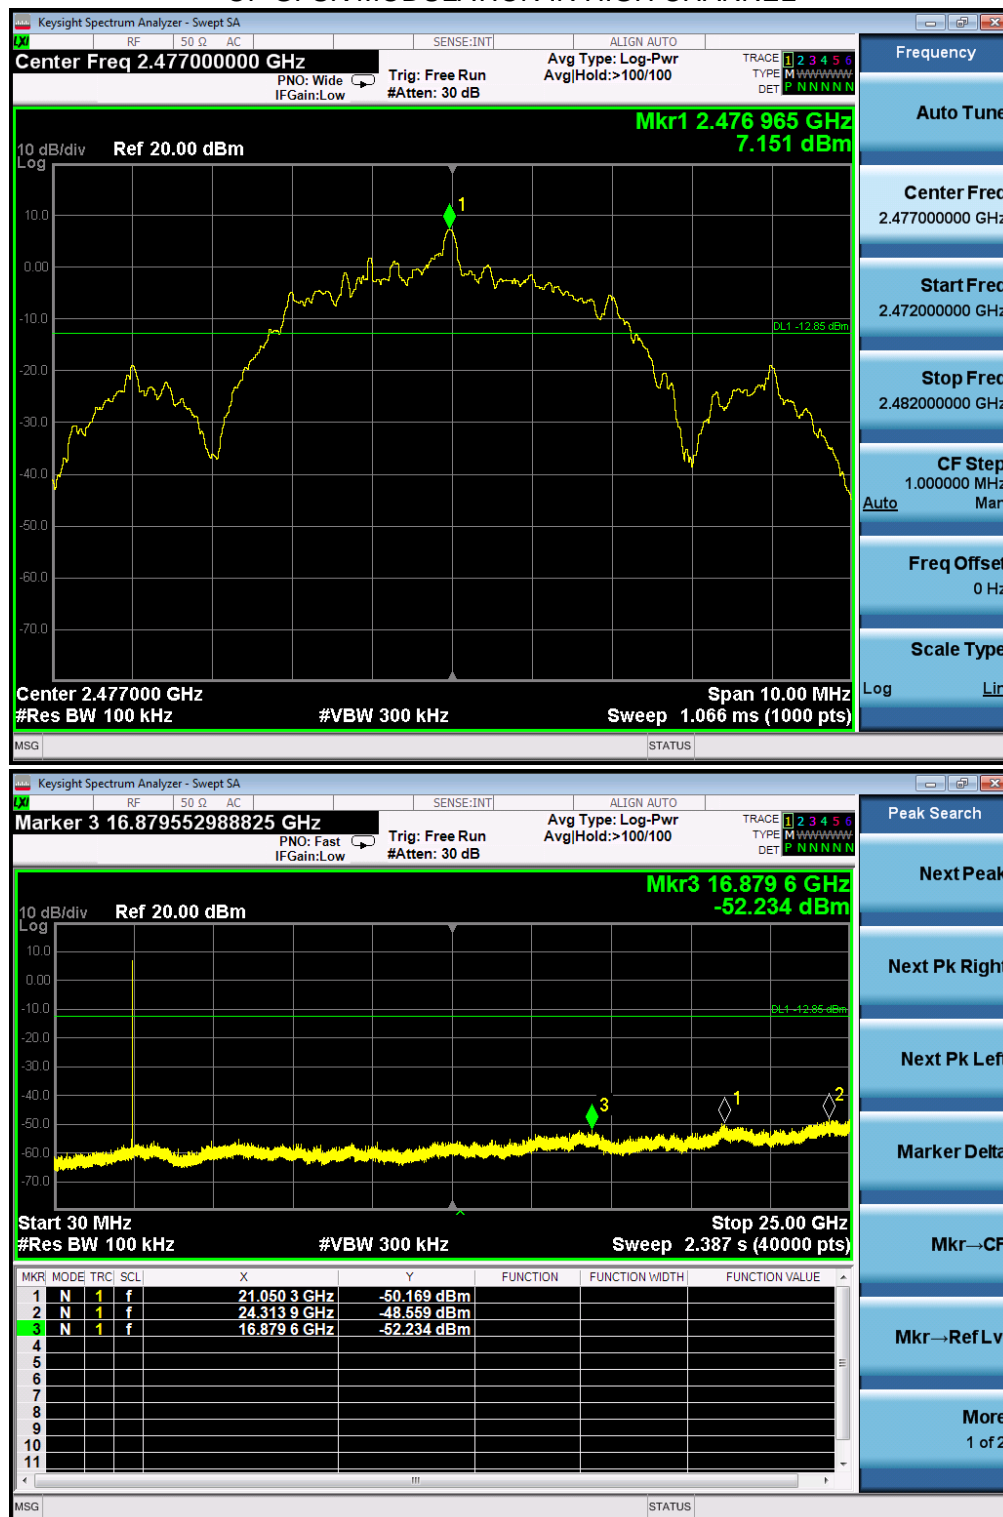 Keysight Spectrum Analyzer - Swept SA
LXI RF 50 Ω AC SENSE:INT ALIGN AUTO
Center Freq 2.477000000 GHz
PNO: Wide
IFGain:Low
Trig: Free Run
#Atten: 30 dB
Avg Type: Log-Pwr
Avg|Hold:>100/100
TRACE 1 2 3 4 5 6
TYPE M WWWWW
DET P N N N N N
Mkr1 2.476 965 GHz
7.151 dBm
10 dB/div Ref 20.00 dBm
Log
1
10.0
0.00
-10.0
DL1 -12.85 dBm
-20.0
-30.0
-40.0
-50.0
-60.0
-70.0
Center 2.477000 GHz Span 10.00 MHz
#Res BW 100 kHz #VBW 300 kHz Sweep 1.066 ms (1000 pts)
MSG STATUS
Frequency
Auto Tune
Center Freq
2.477000000 GHz
Start Freq
2.472000000 GHz
Stop Freq
2.482000000 GHz
CF Step
1.000000 MHz
Auto Man
Freq Offset
0 Hz
Scale Type
Log Lin
Keysight Spectrum Analyzer - Swept SA
LXI RF 50 Ω AC SENSE:INT ALIGN AUTO
Marker 3 16.879552988825 GHz
PNO: Fast
IFGain:Low
Trig: Free Run
#Atten: 30 dB
Avg Type: Log-Pwr
Avg|Hold:>100/100
TRACE 1 2 3 4 5 6
TYPE M WWWWW
DET P N N N N N
Mkr3 16.879 6 GHz
-52.234 dBm
10 dB/div Ref 20.00 dBm
Log
10.0
0.00
-10.0
DL1 -12.85 dBm
-20.0
-30.0
-40.0
3 1 2
-50.0
-60.0
-70.0
Start 30 MHz Stop 25.00 GHz
#Res BW 100 kHz #VBW 300 kHz Sweep 2.387 s (40000 pts)
MKR MODE TRC SCL X Y FUNCTION FUNCTION WIDTH FUNCTION VALUE
1 N 1 f 21.050 3 GHz -50.169 dBm
2 N 1 f 24.313 9 GHz -48.559 dBm
3 N 1 f 16.879 6 GHz -52.234 dBm
4
5
6
7
8
9
10
11
MSG STATUS
Peak Search
Next Peak
Next Pk Right
Next Pk Left
Marker Delta
Mkr→CF
Mkr→Ref Lvl
More
1 of 2